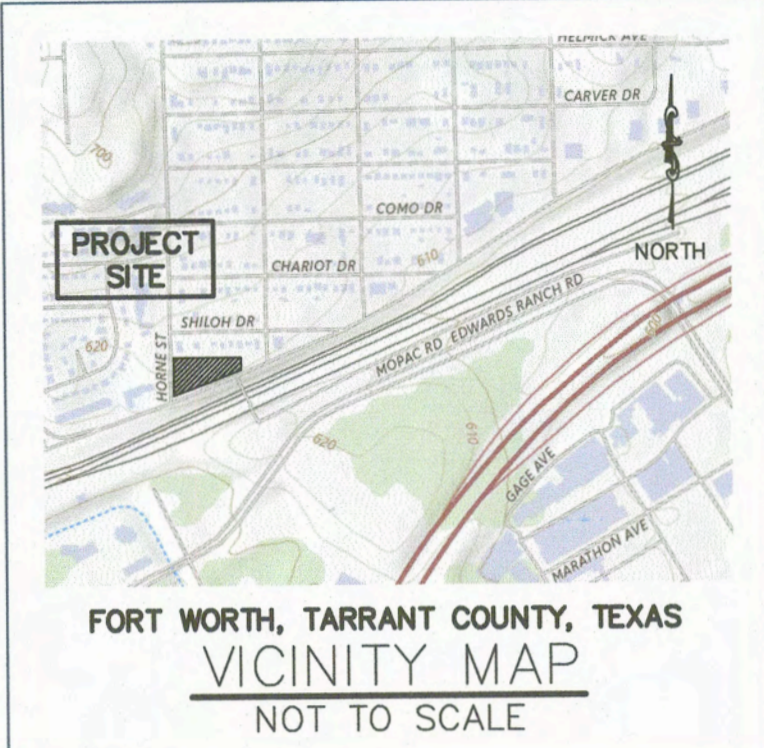 HELMICK AVE
CARVER DR
700
COMO DR
PROJECT
SITE
NORTH
CHARIOT DR
610
SHILOH DR
MOPAC RD EDWARDS RANCH RD
HORNE ST
620
600
620
610
GAGE AVE
MARATHON AVE
FORT WORTH, TARRANT COUNTY, TEXAS
VICINITY MAP
NOT TO SCALE